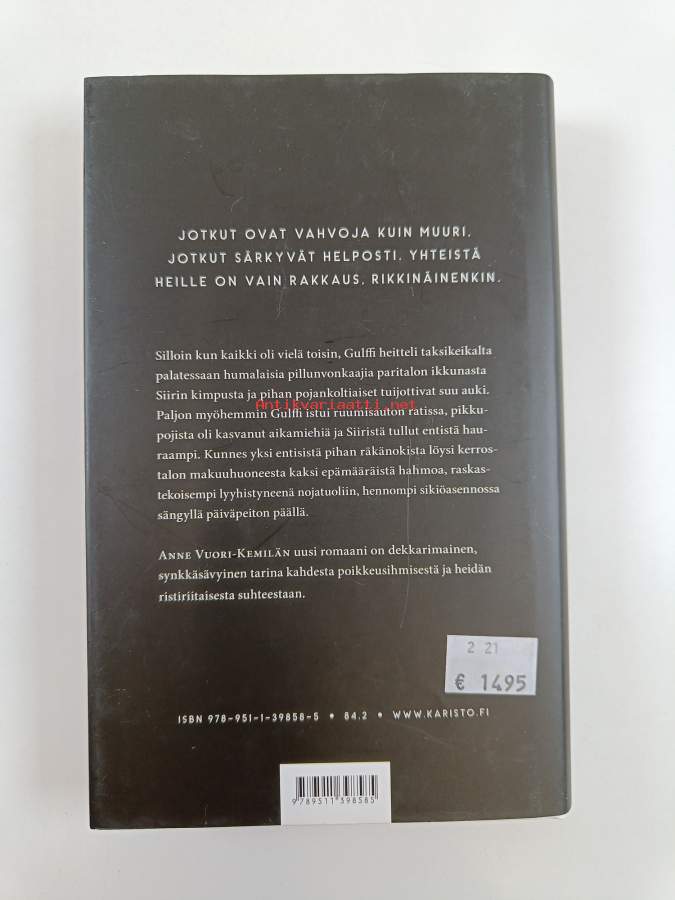 JOTKUT OVAT VAHVOJA KUIN MUURI.
JOTKUT SÄRKYVÄT HELPOSTI. YHTEISTÄ
HEILLE ON VAIN RAKKAUS, RIKKINÄINENKIN.
Silloin kun kaikki oli vielä toisin, Gulffi heitteli taksikeikalta
palatessaan humalaisia pillunvonkaajia paritalon ikkunasta
Siirin kimpusta ja pihan pojankoltiaiset tuijottivat suu auki.
Antikvariaatti.net
Paljon myöhemmin Gulffi istui ruumisauton ratissa, pikku-
pojista oli kasvanut aikamiehiä ja Siiristä tullut entistä hau-
raampi. Kunnes yksi entisistä pihan räkänokista löysi kerros-
talon makuuhuoneesta kaksi epämääräistä hahmoa, raskas-
tekoisempi lyyhistyneenä nojatuoliin, hennompi sikiöasennossa
sängyllä päiväpeiton päällä.
ANNE VUORI-KEMILÄN uusi romaani on dekkarimainen,
synkkäsävyinen tarina kahdesta poikkeusihmisestä ja heidän
ristiriitaisesta suhteestaan.
2 21
€ 1495
ISBN 978-951-1-39858-5 • 84.2 • WWW.KARISTO.FI
9 789511 398585